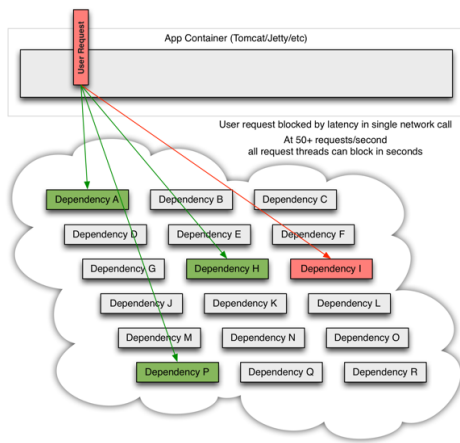 User Request
App Container (Tomcat/Jetty/etc)
User request blocked by latency in single network call
At 50+ requests/second
all request threads can block in seconds
Dependency A
Dependency B
Dependency C
Dependency D
Dependency E
Dependency F
Dependency G
Dependency H
Dependency I
Dependency J
Dependency K
Dependency L
Dependency M
Dependency N
Dependency O
Dependency P
Dependency Q
Dependency R